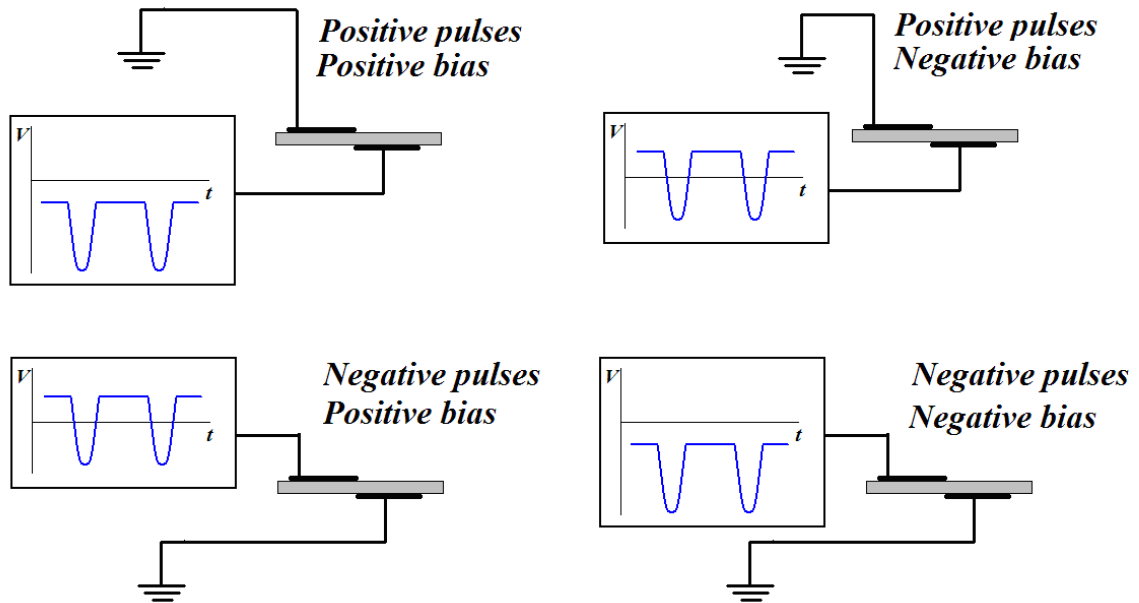 Positive pulses
Positive bias
V
t
Positive pulses
Negative bias
V
t
V
t
Negative pulses
Positive bias
V
t
Negative pulses
Negative bias